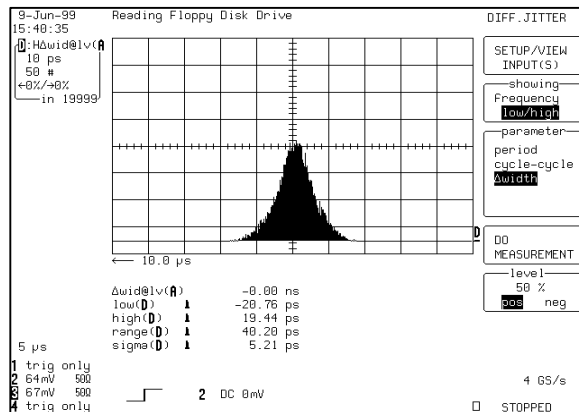 9-Jun-99
15:40:35
Reading Floppy Disk Drive
DIFF.JITTER
D:HΔwid@lv(A
10 ps
50 #
←0%/→0%
in 19999
SETUP/VIEW
INPUT(S)
showing
Frequency
low/high
parameter
period
cycle-cycle
Δwidth
D
DO
MEASUREMENT
level
50 %
pos neg
← 10.0 µs
Δwid@lv(A) -0.00 ns
low(D) -20.76 ps
high(D) 19.44 ps
range(D) 40.20 ps
sigma(D) 5.21 ps
5 µs
1 trig only
2 64mV 50Ω
3 67mV 50Ω
4 trig only
2 DC 0mV
4 GS/s
STOPPED